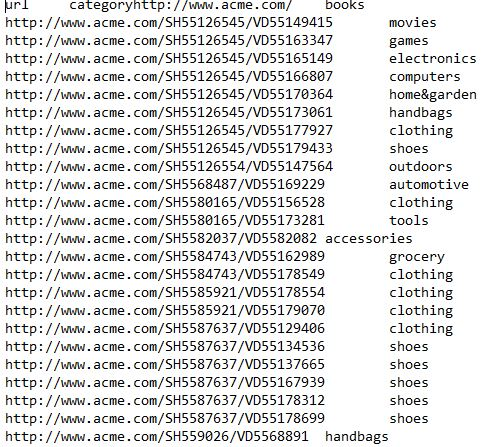 url category http://www.acme.com/ books
http://www.acme.com/SH55126545/VD55149415 movies
http://www.acme.com/SH55126545/VD55163347 games
http://www.acme.com/SH55126545/VD55165149 electronics
http://www.acme.com/SH55126545/VD55166807 computers
http://www.acme.com/SH55126545/VD55170364 home&garden
http://www.acme.com/SH55126545/VD55173061 handbags
http://www.acme.com/SH55126545/VD55177927 clothing
http://www.acme.com/SH55126545/VD55179433 shoes
http://www.acme.com/SH55126554/VD55147564 outdoors
http://www.acme.com/SH5568487/VD55169229 automotive
http://www.acme.com/SH5580165/VD55156528 clothing
http://www.acme.com/SH5580165/VD55173281 tools
http://www.acme.com/SH5582037/VD5582082 accessories
http://www.acme.com/SH5584743/VD55162989 grocery
http://www.acme.com/SH5584743/VD55178549 clothing
http://www.acme.com/SH5585921/VD55178554 clothing
http://www.acme.com/SH5585921/VD55179070 clothing
http://www.acme.com/SH5587637/VD55129406 clothing
http://www.acme.com/SH5587637/VD55134536 shoes
http://www.acme.com/SH5587637/VD55137665 shoes
http://www.acme.com/SH5587637/VD55167939 shoes
http://www.acme.com/SH5587637/VD55178312 shoes
http://www.acme.com/SH5587637/VD55178699 shoes
http://www.acme.com/SH559026/VD5568891 handbags